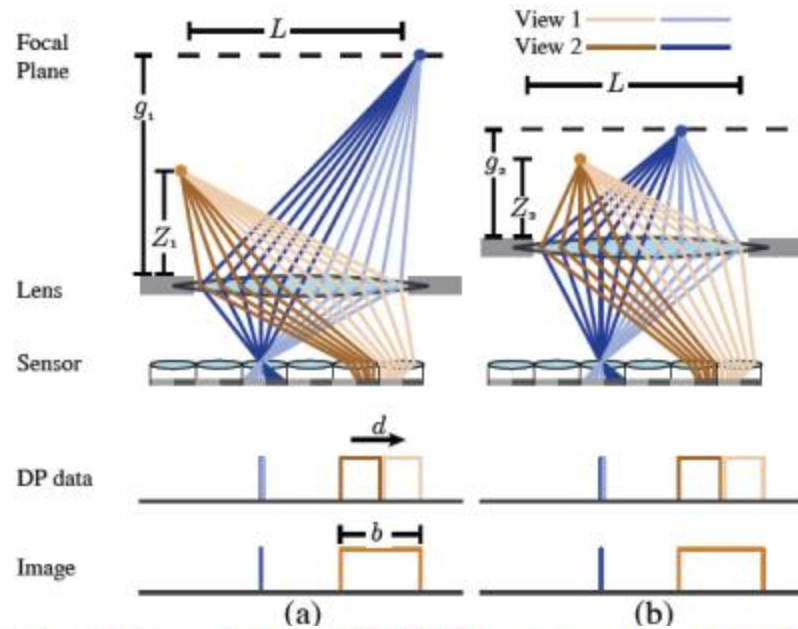 View 1
View 2
Focal
Plane
L
g₁
Z₁
L
g₂
Z₂
Lens
Sensor
DP data
d
Image
b
(a)
(b)